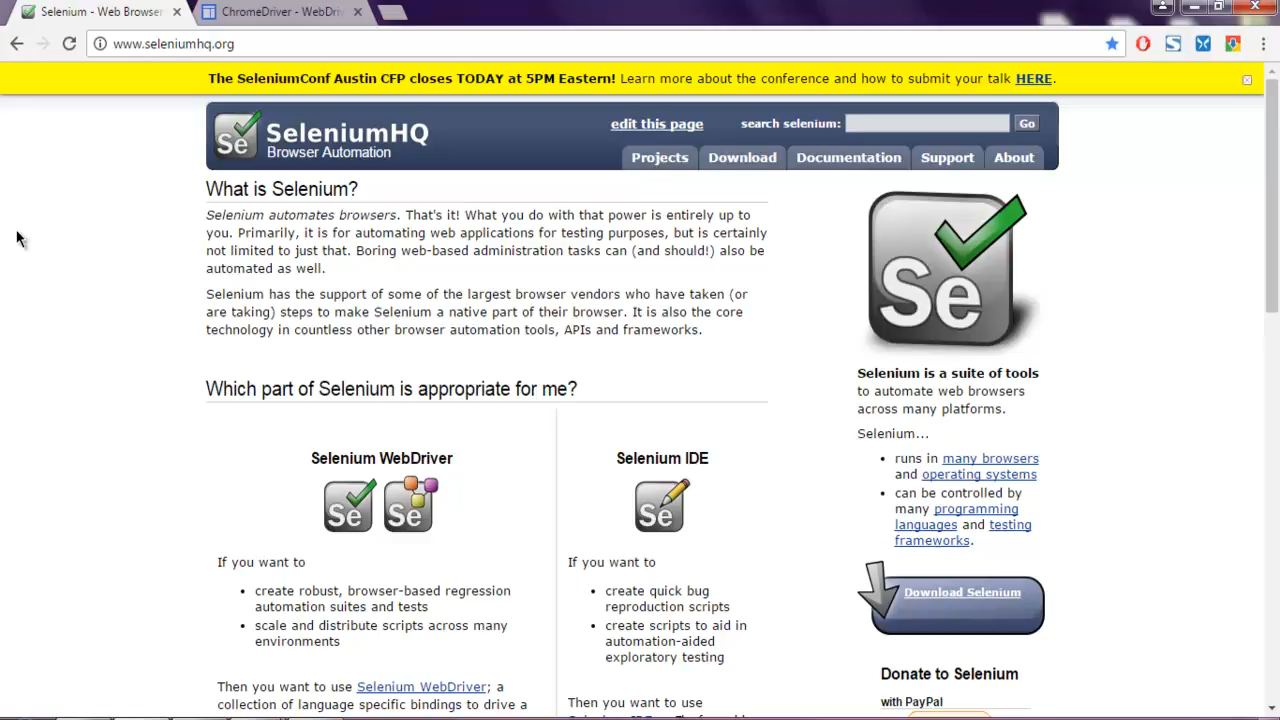 Selenium - Web Browser
ChromeDriver - WebDri
www.seleniumhq.org
The SeleniumConf Austin CFP closes TODAY at 5PM Eastern! Learn more about the conference and how to submit your talk HERE.
Se
SeleniumHQ
Browser Automation
edit this page
search selenium:
Go
Projects
Download
Documentation
Support
About
What is Selenium?
Selenium automates browsers. That's it! What you do with that power is entirely up to
you. Primarily, it is for automating web applications for testing purposes, but is certainly
not limited to just that. Boring web-based administration tasks can (and should!) also be
automated as well.
Selenium has the support of some of the largest browser vendors who have taken (or
are taking) steps to make Selenium a native part of their browser. It is also the core
technology in countless other browser automation tools, APIs and frameworks.
Which part of Selenium is appropriate for me?
Selenium WebDriver
Se
Se
If you want to
• create robust, browser-based regression
automation suites and tests
• scale and distribute scripts across many
environments
Then you want to use Selenium WebDriver; a
collection of language specific bindings to drive a
Selenium IDE
Se
If you want to
• create quick bug
reproduction scripts
• create scripts to aid in
automation-aided
exploratory testing
Then you want to use
Se
Selenium is a suite of tools
to automate web browsers
across many platforms.
Selenium...
• runs in many browsers
and operating systems
• can be controlled by
many programming
languages and testing
frameworks.
Download Selenium
Donate to Selenium
with PayPal